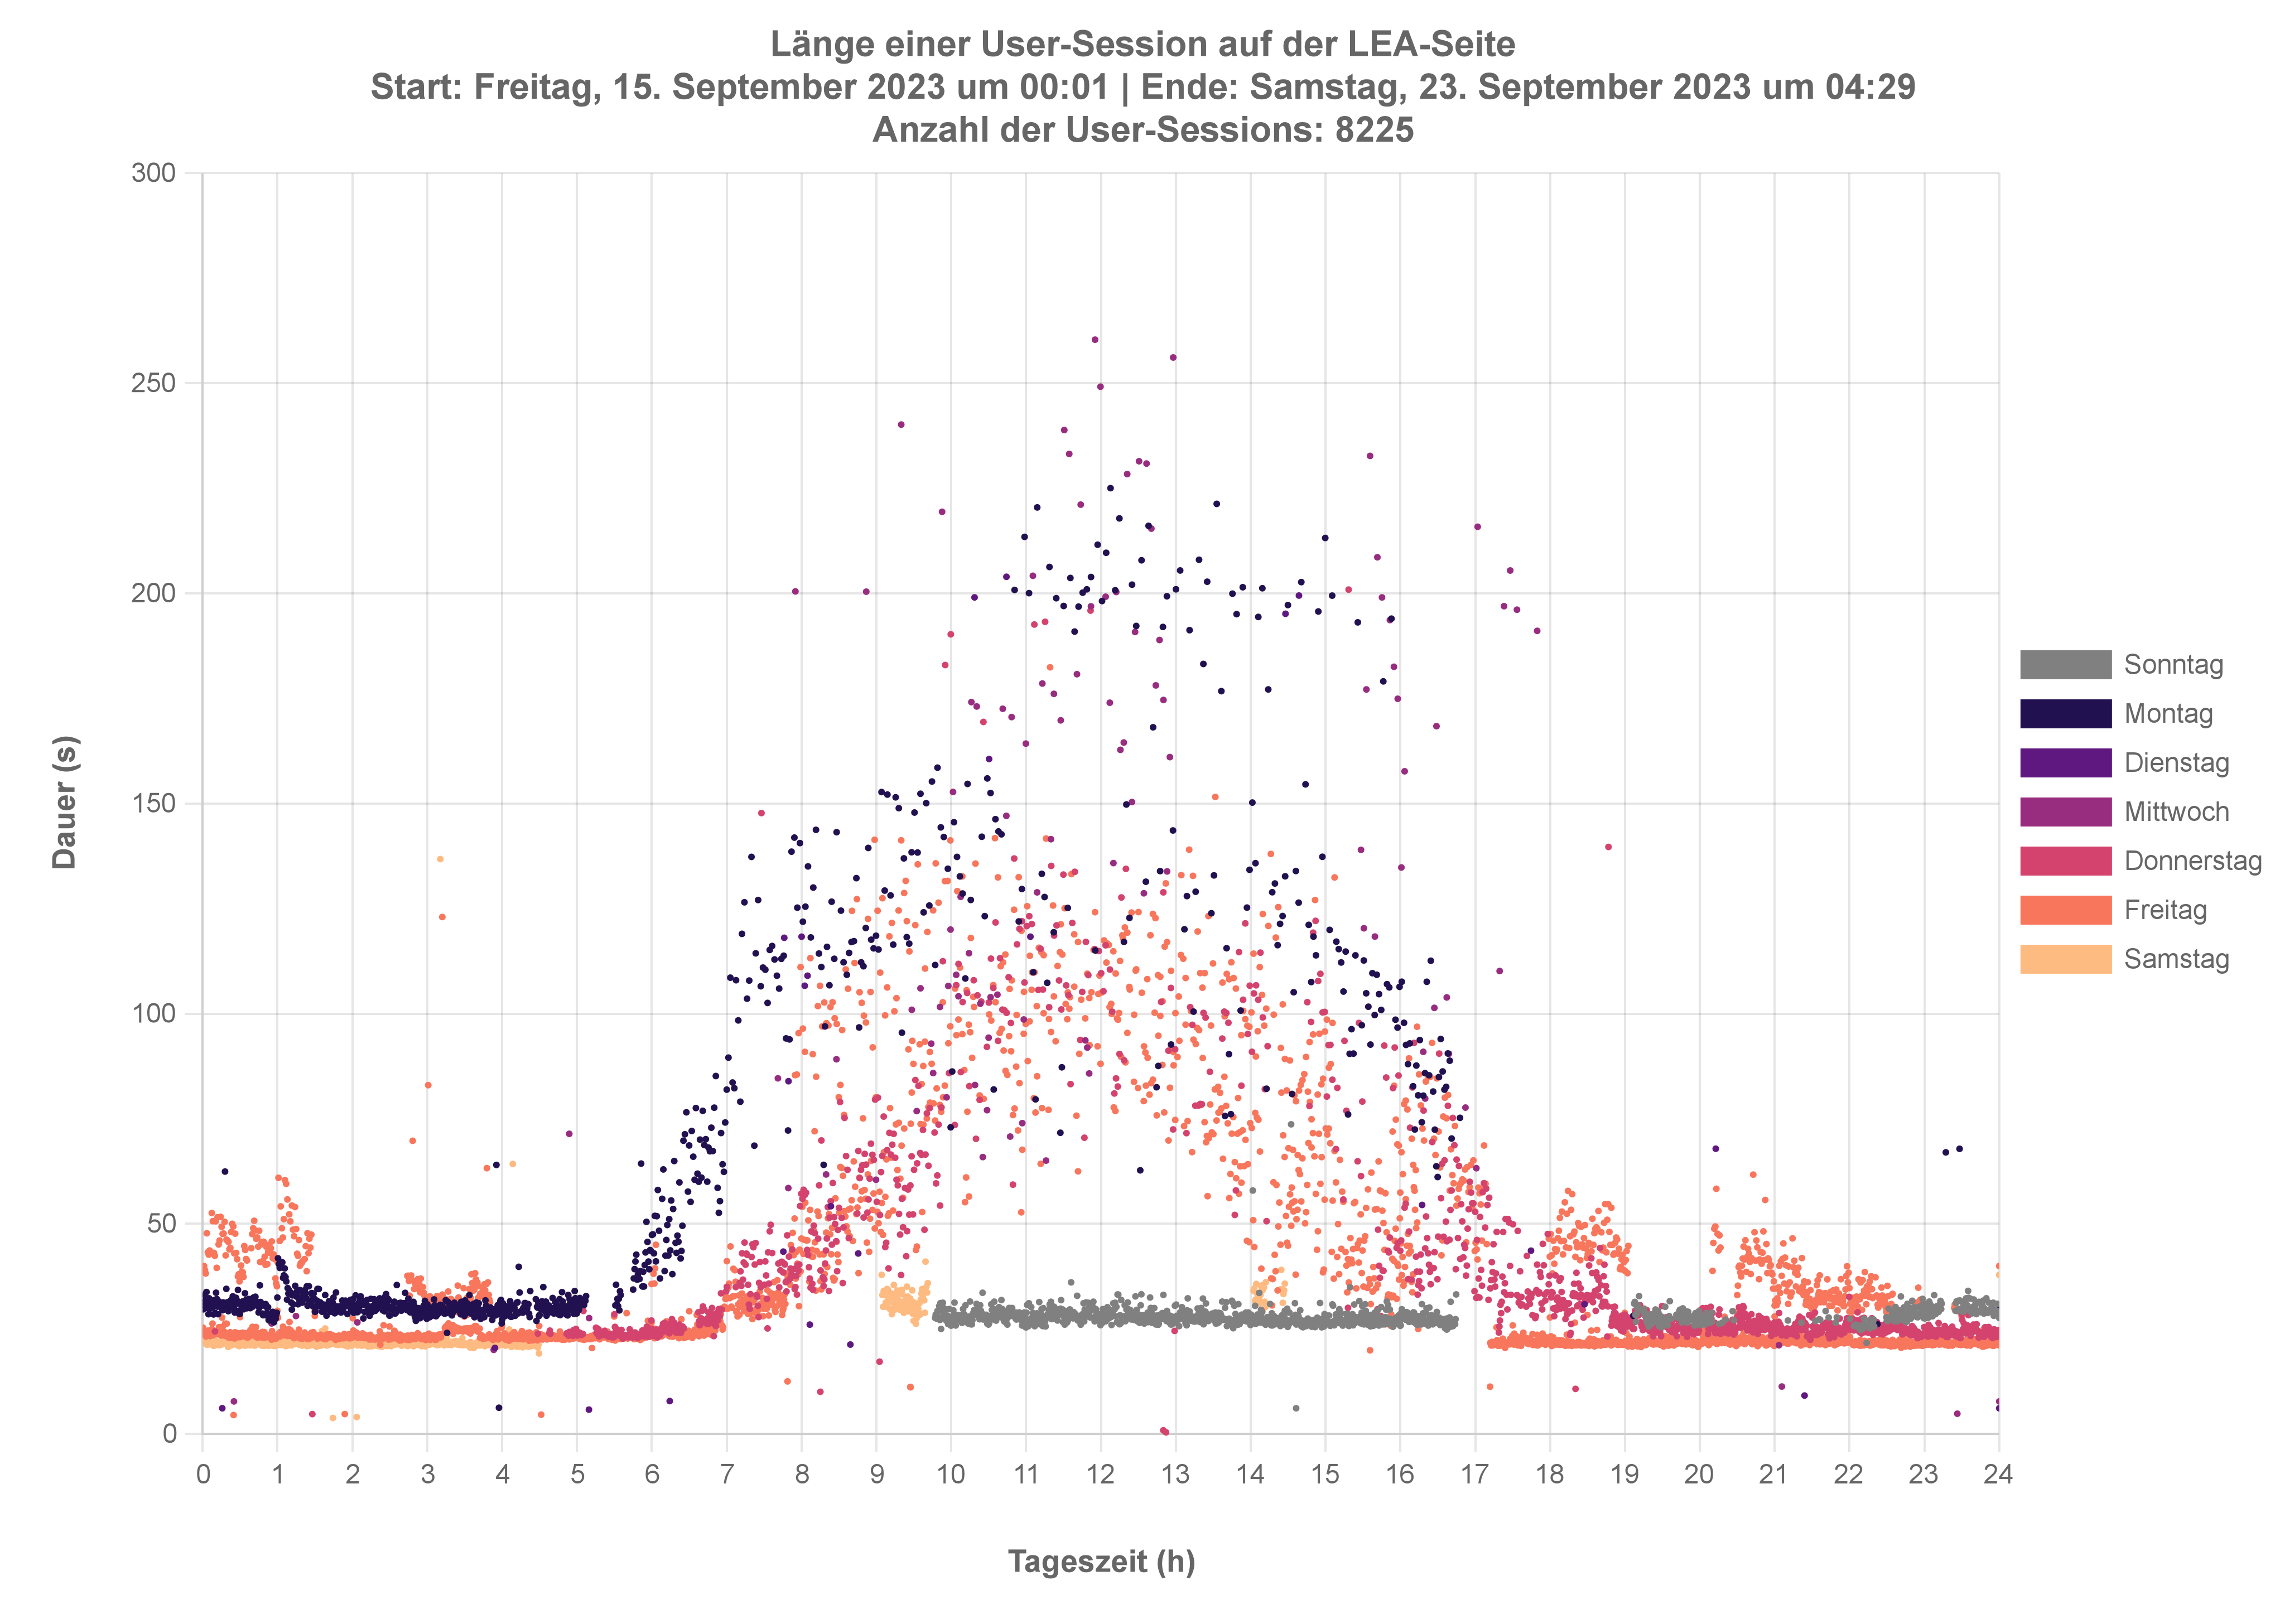 Länge einer User-Session auf der LEA-Seite
Start: Freitag, 15. September 2023 um 00:01 | Ende: Samstag, 23. September 2023 um 04:29
Anzahl der User-Sessions: 8225
300
250
200
150
100
50
0
Dauer (s)
0 1 2 3 4 5 6 7 8 9 10 11 12 13 14 15 16 17 18 19 20 21 22 23 24
Tageszeit (h)
Sonntag
Montag
Dienstag
Mittwoch
Donnerstag
Freitag
Samstag